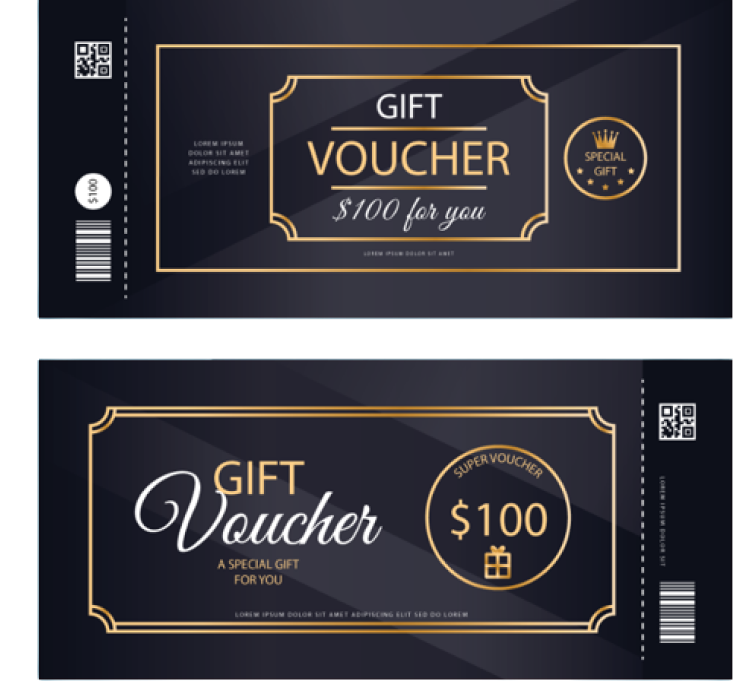 $100
LOREM IPSUM
DOLOR SIT AMET
ADIPISCING ELIT
SED DO LOREM
GIFT
VOUCHER
$100 for you
LOREM IPSUM DOLOR SIT AMET
SPECIAL
GIFT
GIFT
Voucher
A SPECIAL GIFT
FOR YOU
LOREM IPSUM DOLOR SIT AMET ADIPISCING ELIT SED DO LOREM
SUPER VOUCHER
$100
LOREM IPSUM DOLOR SIT